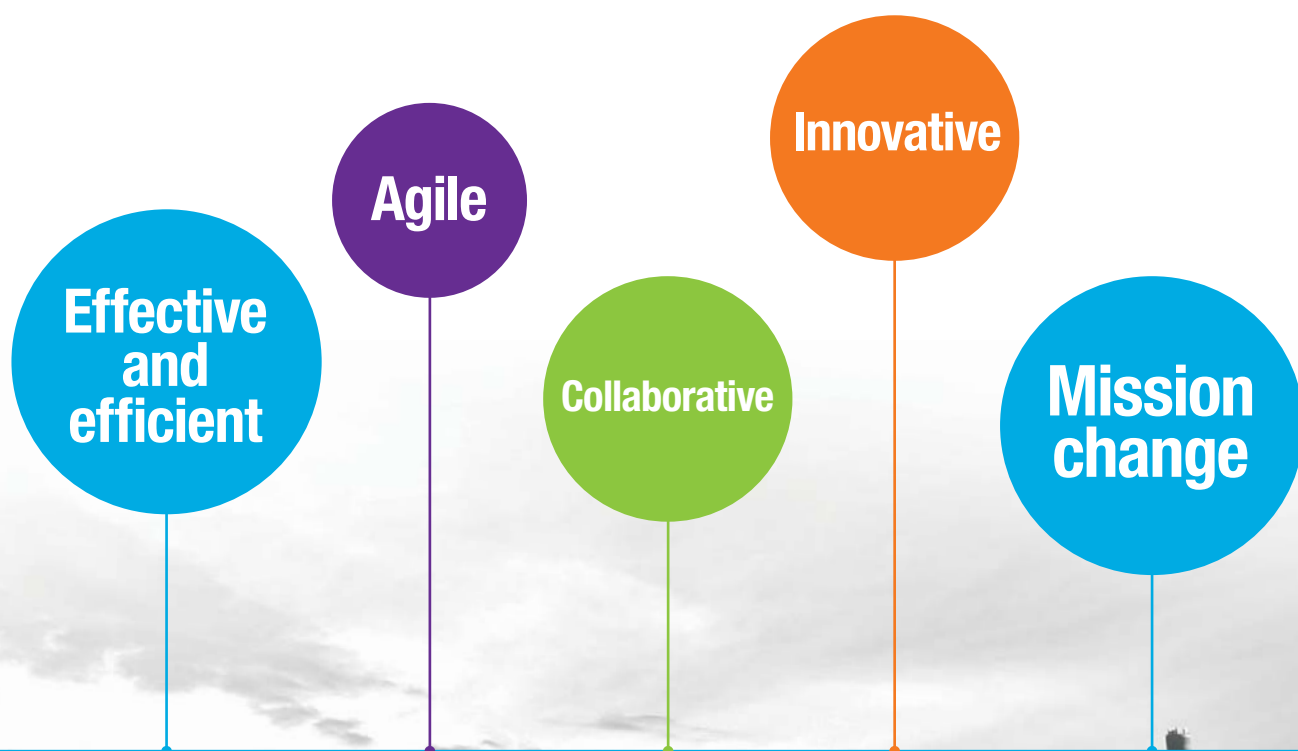 Effective
and
efficient
Agile
Collaborative
Innovative
Mission
change